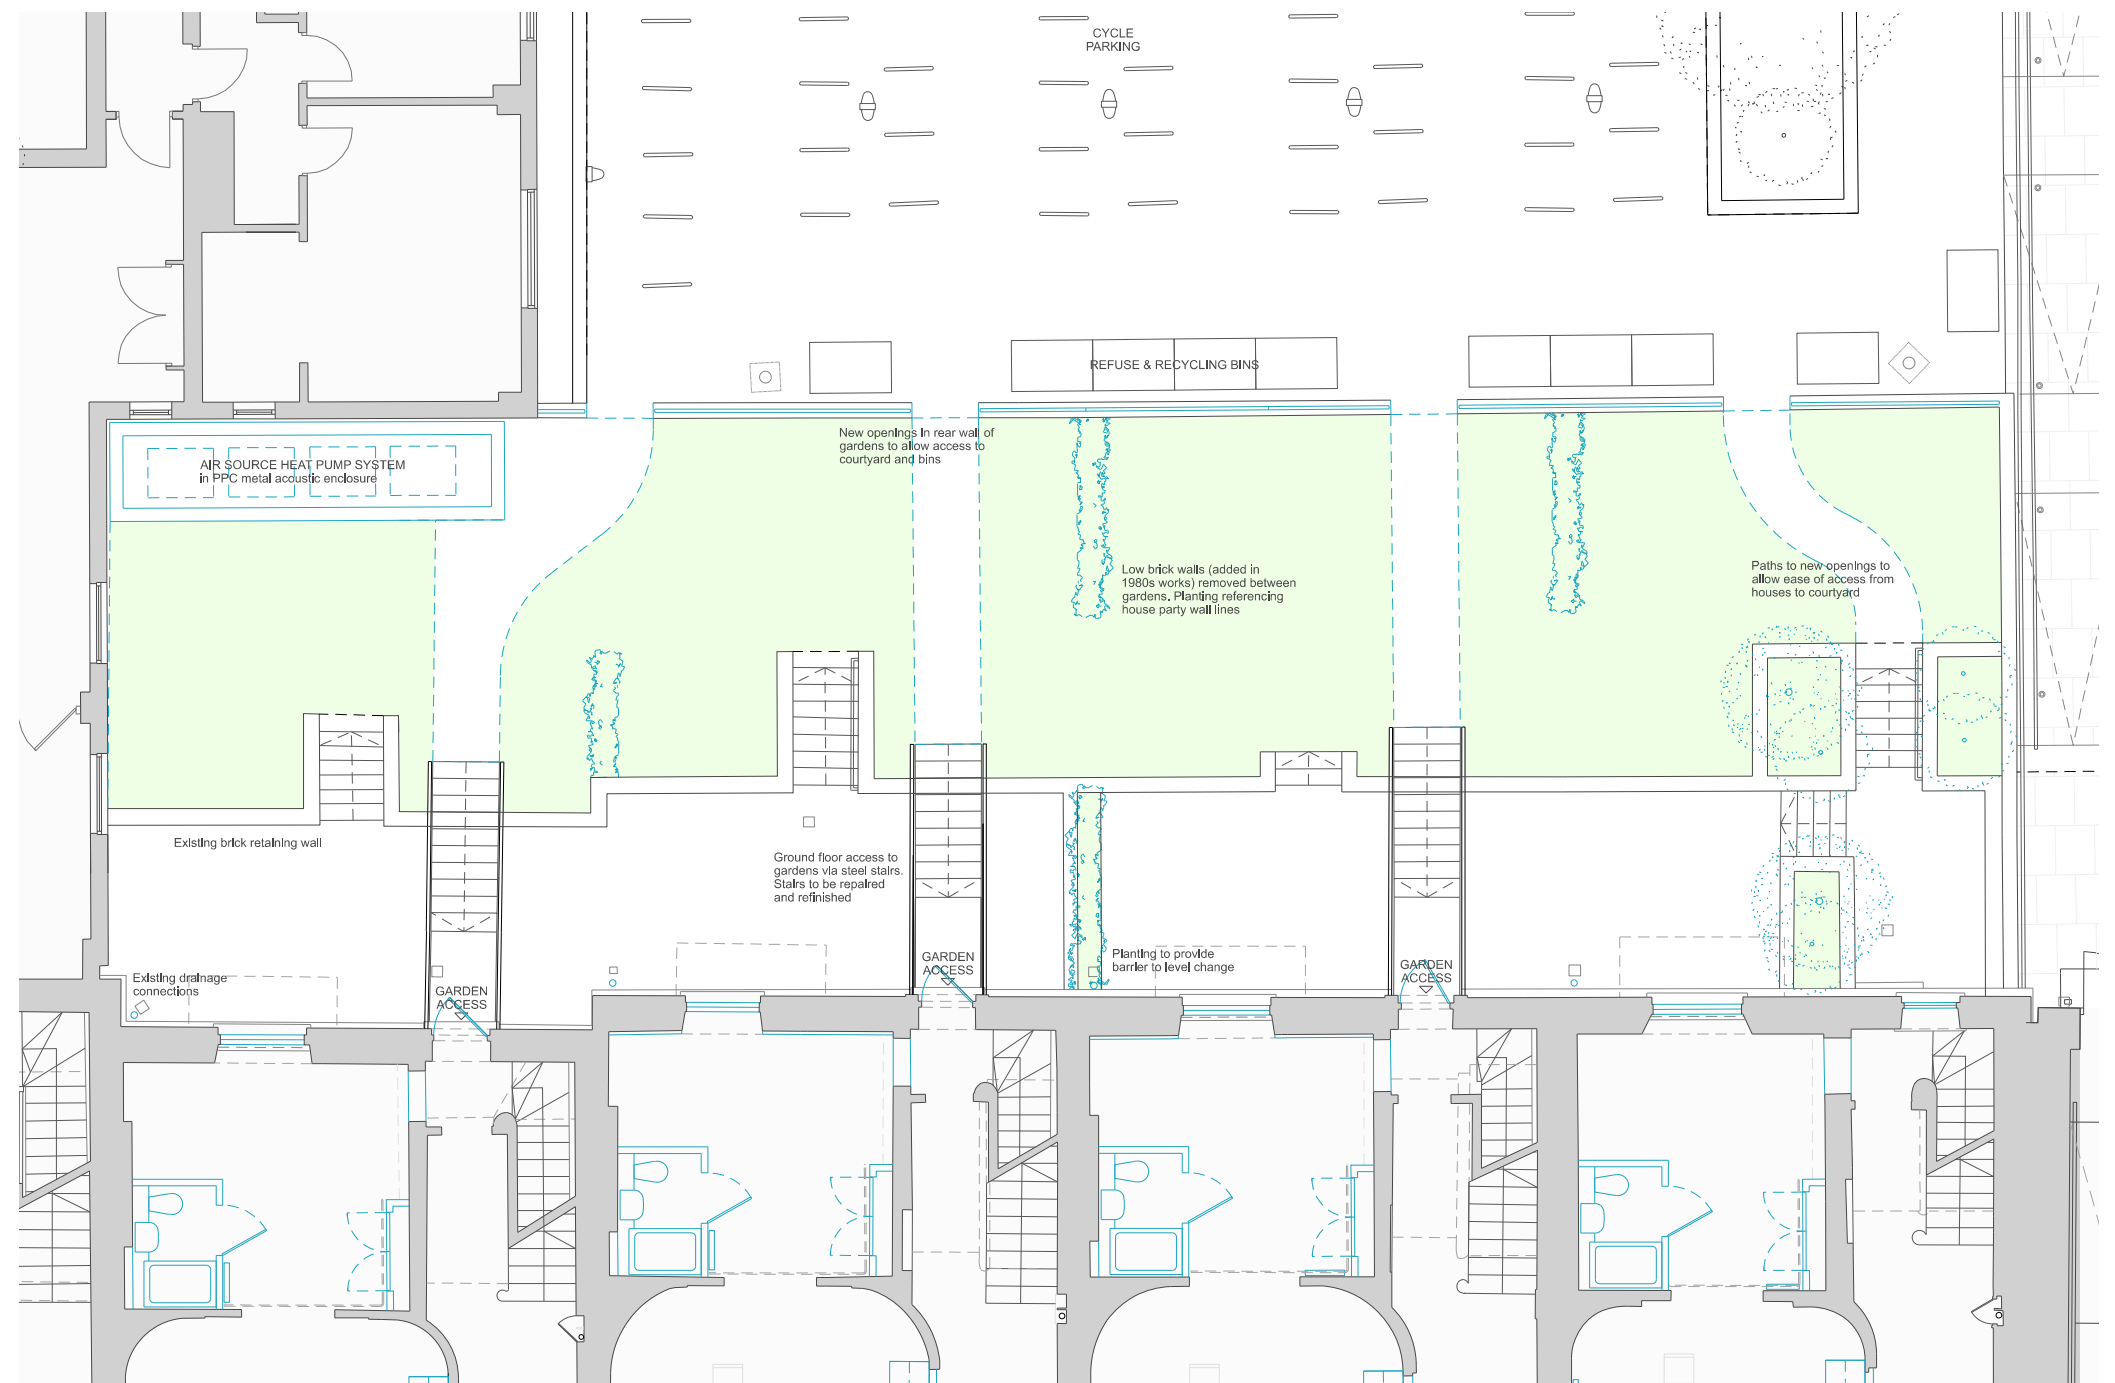 CYCLE
PARKING
REFUSE & RECYCLING BINS
New openings in rear wall of
gardens to allow access to
courtyard and bins
AIR SOURCE HEAT PUMP SYSTEM
in PPC metal acoustic enclosure
Low brick walls (added in
1980s works) removed between
gardens. Planting referencing
house party wall lines
Paths to new openings to
allow ease of access from
houses to courtyard
Existing brick retaining wall
Ground floor access to
gardens via steel stairs.
Stairs to be repaired
and refinished
Existing drainage
connections
GARDEN
ACCESS
GARDEN
ACCESS
Planting to provide
barrier to level change
GARDEN
ACCESS